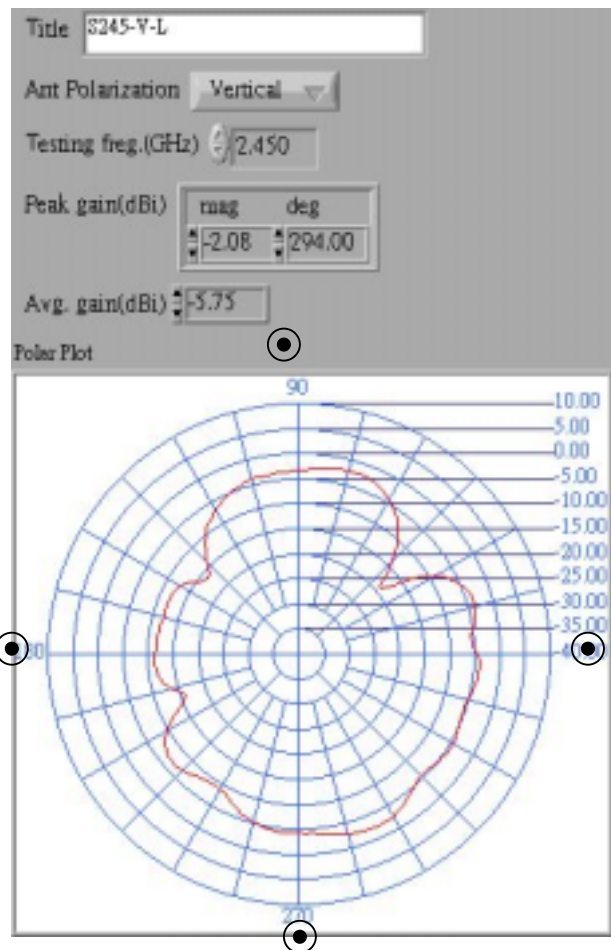 Title S245-V-L
Ant Polarization Vertical
Testing freg.(GHz) 2.450
Peak gain(dBi) mag deg
-2.08 294.00
Avg. gain(dBi) -5.75
Polar Plot
90
10.00
5.00
0.00
-5.00
-10.00
-15.00
-20.00
-25.00
-30.00
-35.00
270